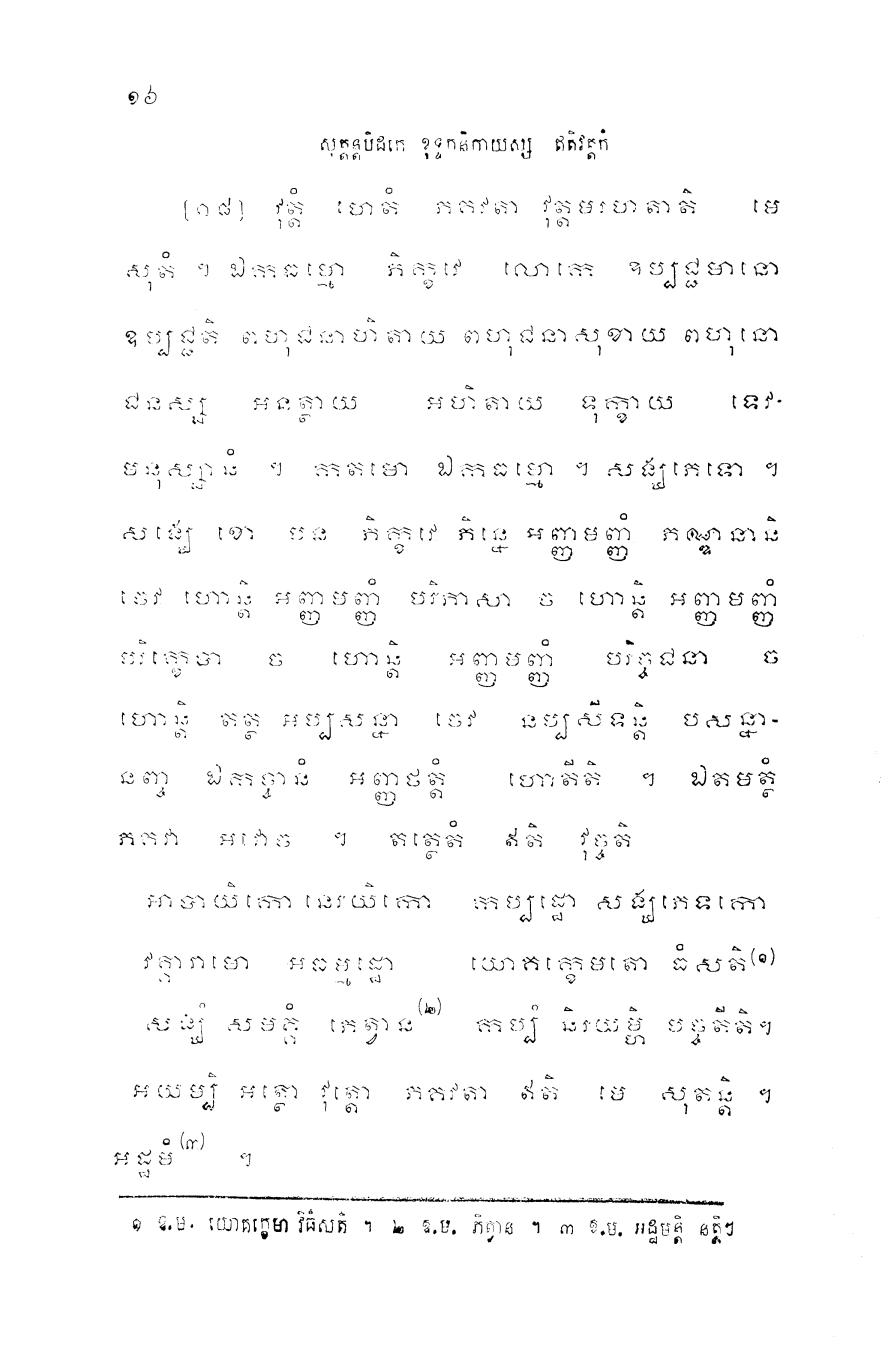 ១៦
សុត្តន្តបិដកេ ខុទ្ទកនិកាយស្ស ឥតិវុត្តកំ
[១៨] វុត្តំ ហេតំ ភគវតា វុត្តមរហតាតិ មេ
សុតំ ។ ឯកធម្មោ ភិក្ខវេ លោកេ ឧប្បជ្ជមានោ
ឧប្បជ្ជតិ ពហុជនាហិតាយ ពហុជនាសុខាយ ពហុនោ
ជនស្ស អនត្ថាយ អហិតាយ ទុក្ខាយ ទេវ-
មនុស្សានំ ។ កតមោ ឯកធម្មោ ។ សង្ឃភេទោ ។
សង្ឃេ ខោ បន ភិក្ខវេ ភិន្នេ អញ្ញមញ្ញំ ភណ្ឌនានិ
ចេវ ហោន្តិ អញ្ញមញ្ញំ បរិភាសា ច ហោន្តិ អញ្ញមញ្ញំ
បរិក្ខេបា ច ហោន្តិ អញ្ញមញ្ញំ បរិច្ចជនា ច
ហោន្តិ តត្ថ អប្បសន្នា ចេវ នប្បសីទន្តិ បសន្នា-
នញ្ច ឯកច្ចានំ អញ្ញថត្តំ ហោតីតិ ។ ឯតមត្ថំ
ភគវា អវោច ។ តត្ថេតំ ឥតិ វុច្ចតិ
អាបាយិកោ នេរយិកោ កប្បដ្ឋោ សង្ឃភេទកោ
វគ្គារាមោ អធម្មដ្ឋោ យោគក្ខេមតោ ធំសតិ(១)
សង្ឃំ សមគ្គំ ភេត្វាន(២) កប្បំ និរយម្ហិ បច្ចតីតិ។
អយម្បិ អត្ថោ វុត្តោ ភគវតា ឥតិ មេ សុតន្តិ ។
អដ្ឋមំ(៣) ។
១ ឱ.ម. យោគក្ខេមា វិធំសតិ ។ ២ ឱ.ម. ភិត្វាន ។ ៣ ឱ.ម. អដ្ឋមន្តិ នត្ថិ។